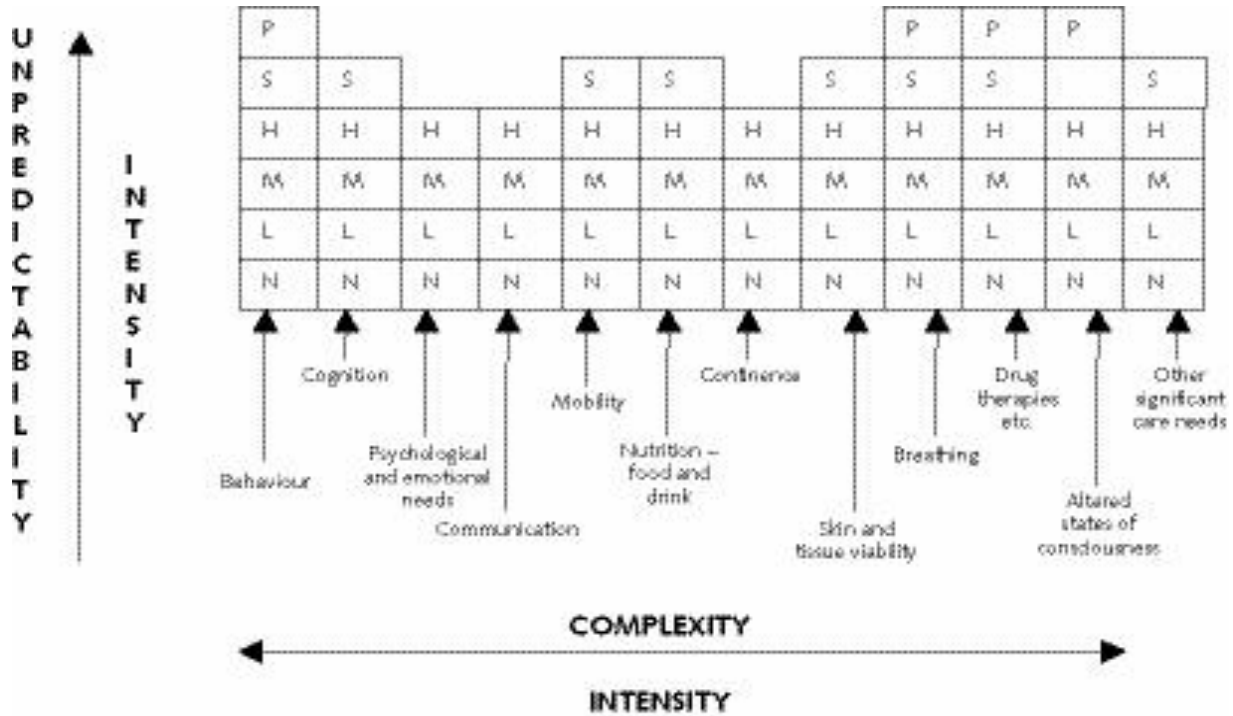 UNPREDICTABILITY
INTENSITY
P P P P
S S S S S S S S
H H H H H H H H H H H H
M M M M M M M M M M M M
L L L L L L L L L L L L
N N N N N N N N N N N N
Behaviour
Cognition
Psychological
and emotional
needs
Communication
Mobility
Nutrition –
food and
drink
Continence
Skin and
tissue viability
Breathing
Drug
therapies
etc.
Altered
states of
consciousness
Other
significant
care needs
COMPLEXITY
INTENSITY